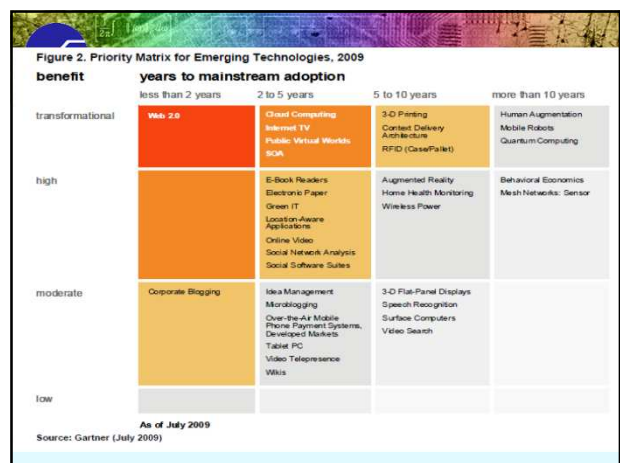 Figure 2. Priority Matrix for Emerging Technologies, 2009
benefit years to mainstream adoption
less than 2 years 2 to 5 years 5 to 10 years more than 10 years
transformational
Web 2.0
Cloud Computing
Internet TV
Public Virtual Worlds
SOA
3-D Printing
Context Delivery
Architecture
RFID (Case/Pallet)
Human Augmentation
Mobile Robots
Quantum Computing
high
E-Book Readers
Electronic Paper
Green IT
Location-Aware
Applications
Online Video
Social Network Analysis
Social Software Suites
Augmented Reality
Home Health Monitoring
Wireless Power
Behavioral Economics
Mesh Networks: Sensor
moderate
Corporate Blogging
Idea Management
Microblogging
Over-the-Air Mobile
Phone Payment Systems,
Developed Markets
Tablet PC
Video Telepresence
Wikis
3-D Flat-Panel Displays
Speech Recognition
Surface Computers
Video Search
low
As of July 2009
Source: Gartner (July 2009)